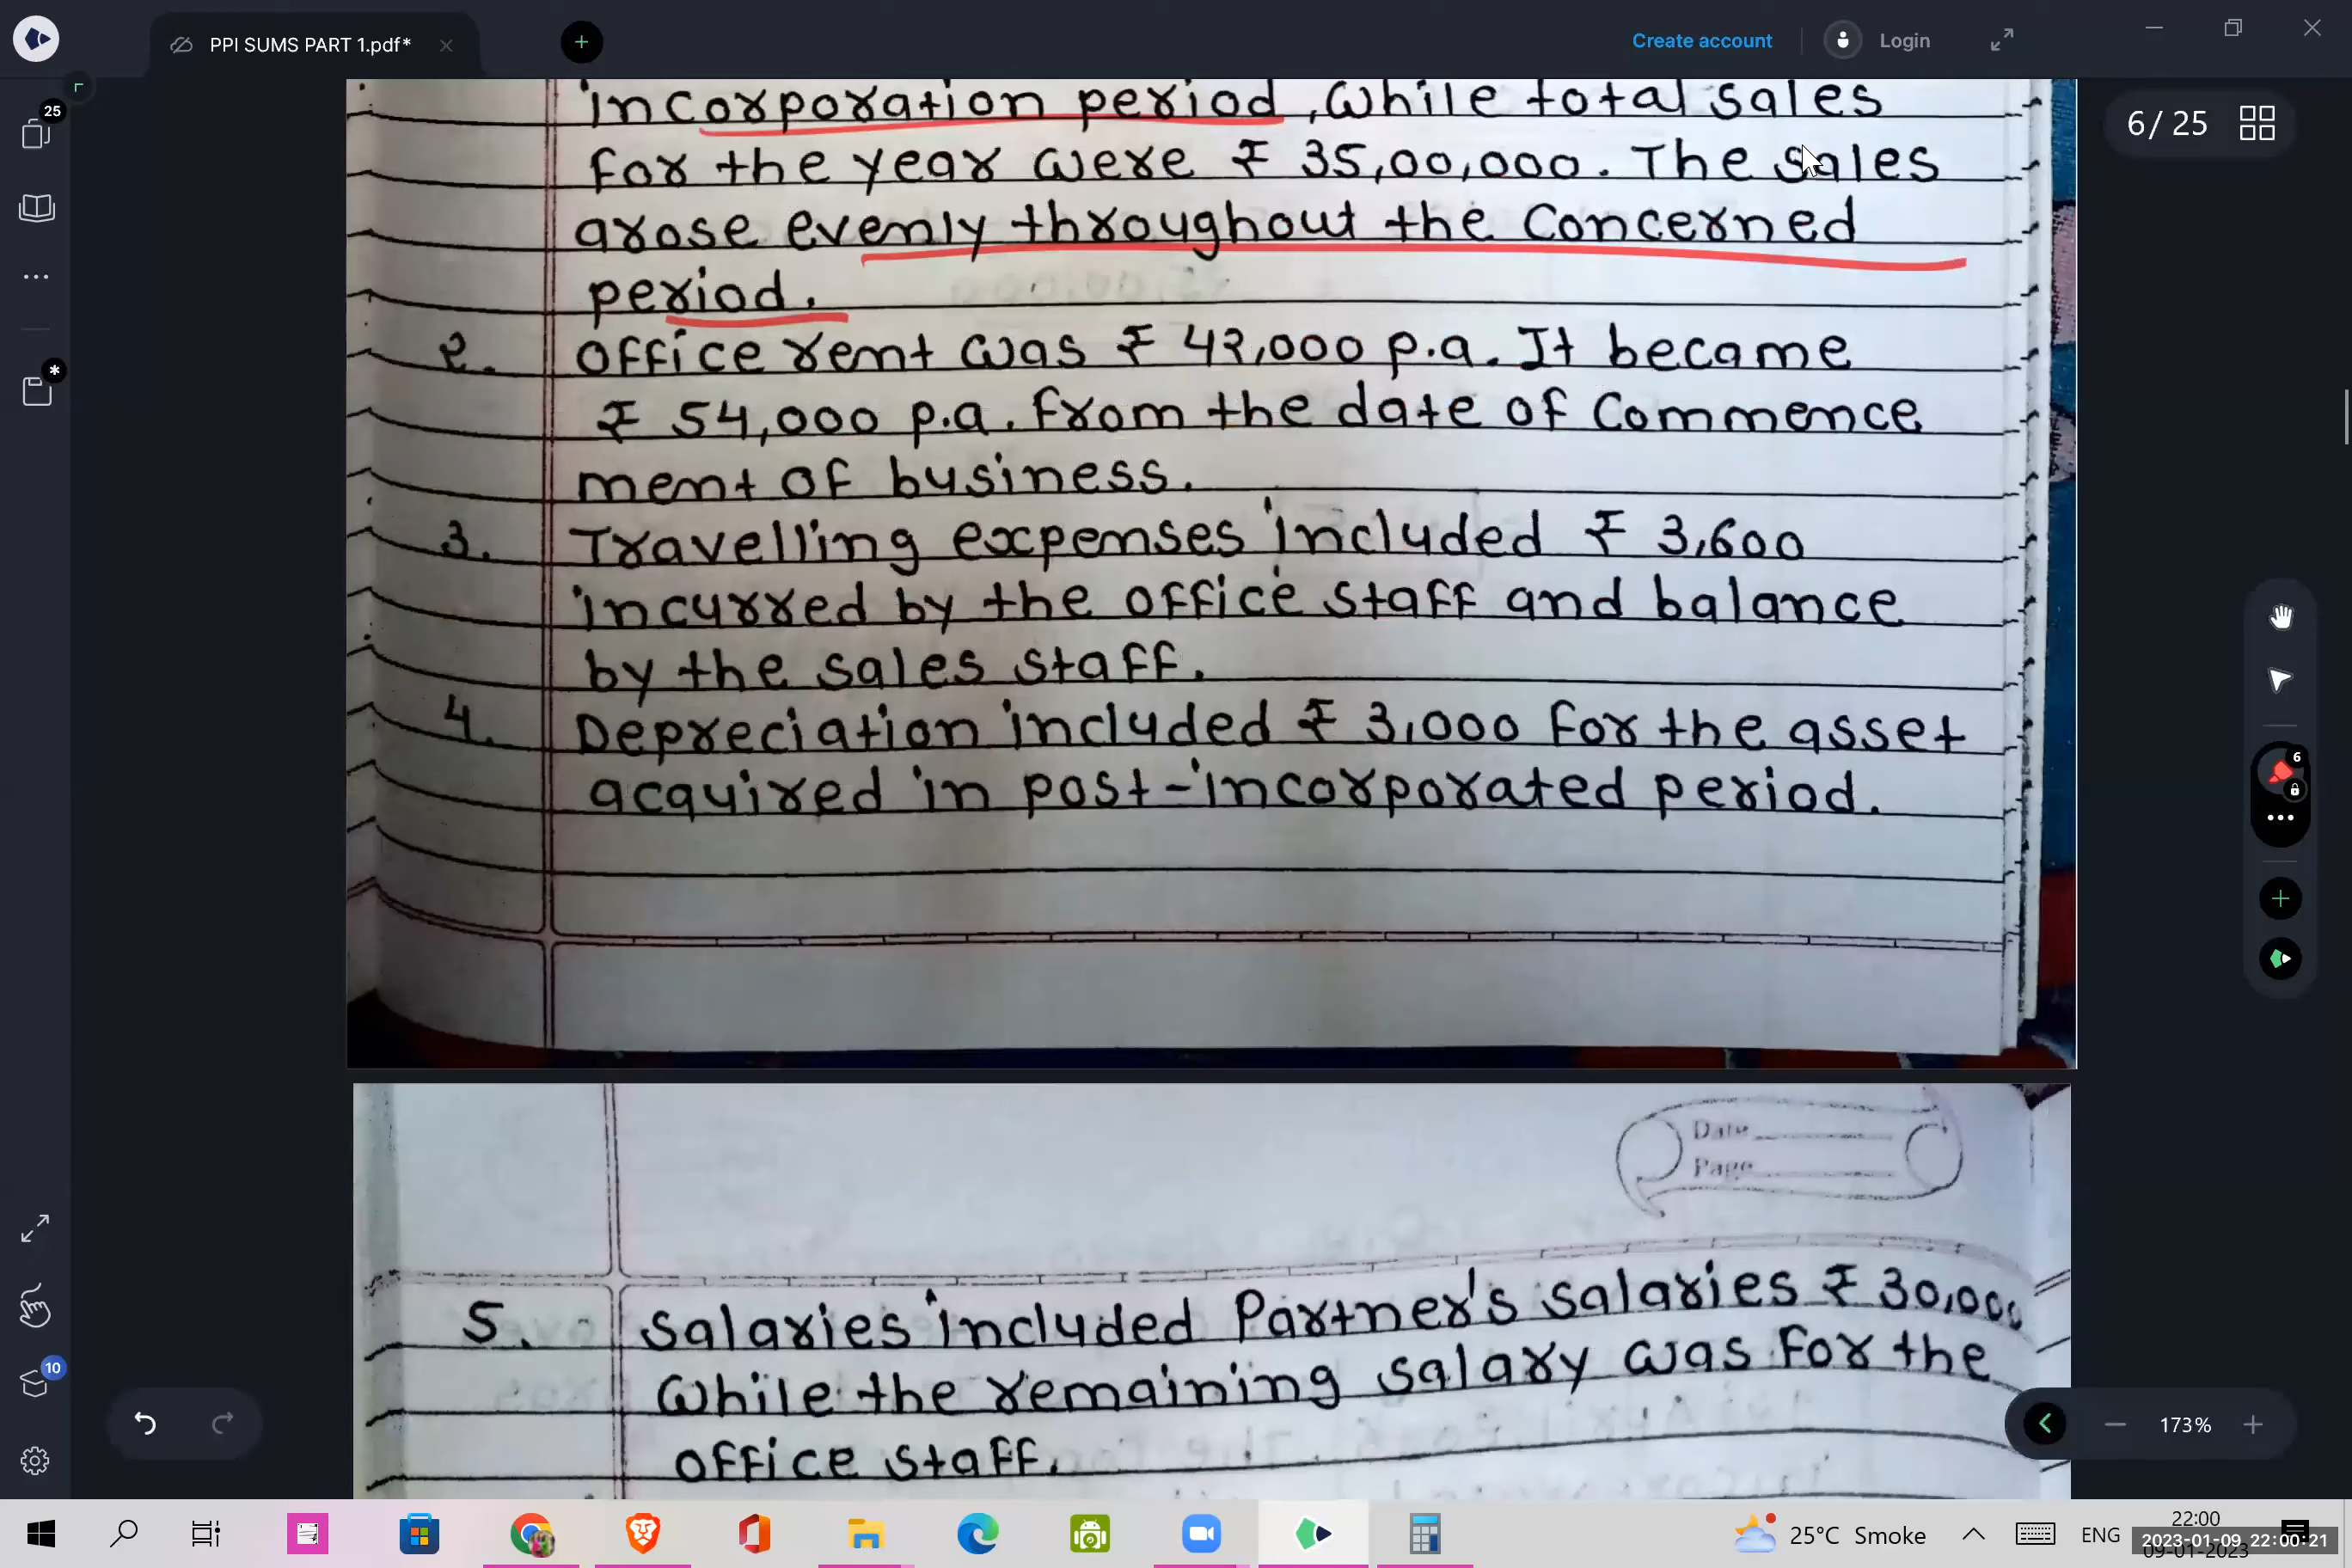 PPI SUMS PART 1.pdf*
Create account
Login
25
6/ 25
incorporation period, while total sales
for the year were ₹ 35,00,000. The sales
arose evenly throughout the Concerned
period.
2. Office rent was ₹ 42,000 p.a. It became
₹ 54,000 p.a. from the date of Commence
ment of business.
3. Travelling expenses included ₹ 3,600
incurred by the office staff and balance
by the sales staff.
4. Depreciation included ₹ 3,000 for the asset
acquired in post-incorporated period.
6
Date
Page
5. Salaries included Partner's salaries ₹ 30,000
while the remaining salary was for the
office staff.
10
173%
25°C Smoke
ENG
22:00
2023-01-09_22:00:21